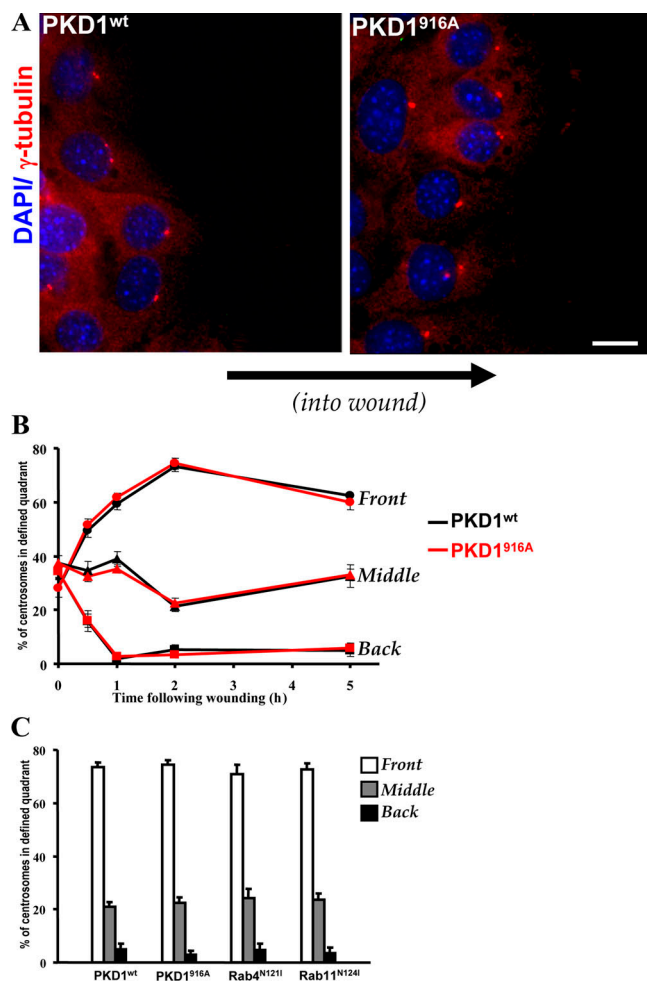 A
PKD1wt
PKD1916A
DAPI/ γ-tubulin
(into wound)
B
% of centrosomes in defined quadrant
80
60
40
20
0
0
1
2
3
4
5
Time following wounding (h)
Front
Middle
Back
PKD1wt
PKD1916A
C
% of centrosomes in defined quadrant
80
60
40
20
0
Front
Middle
Back
PKD1wt
PKD1916A
Rab4N121I
Rab11N124I